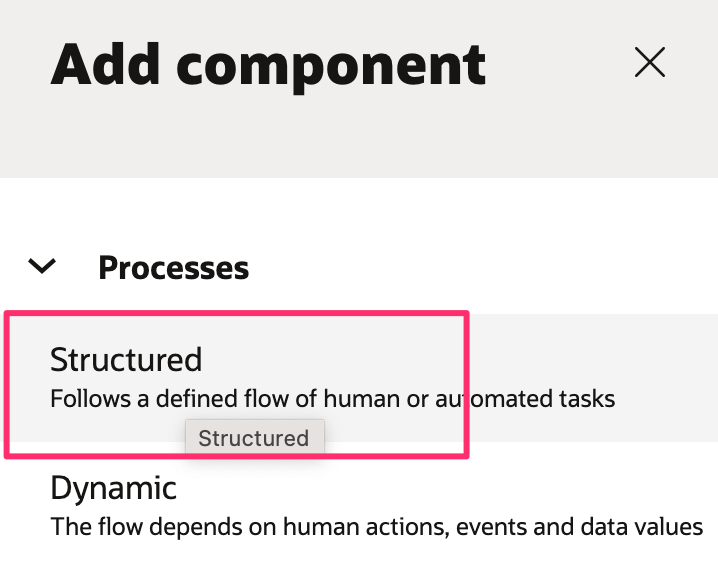 Add component
Processes
Structured
Follows a defined flow of human or automated tasks
Structured
Dynamic
The flow depends on human actions, events and data values